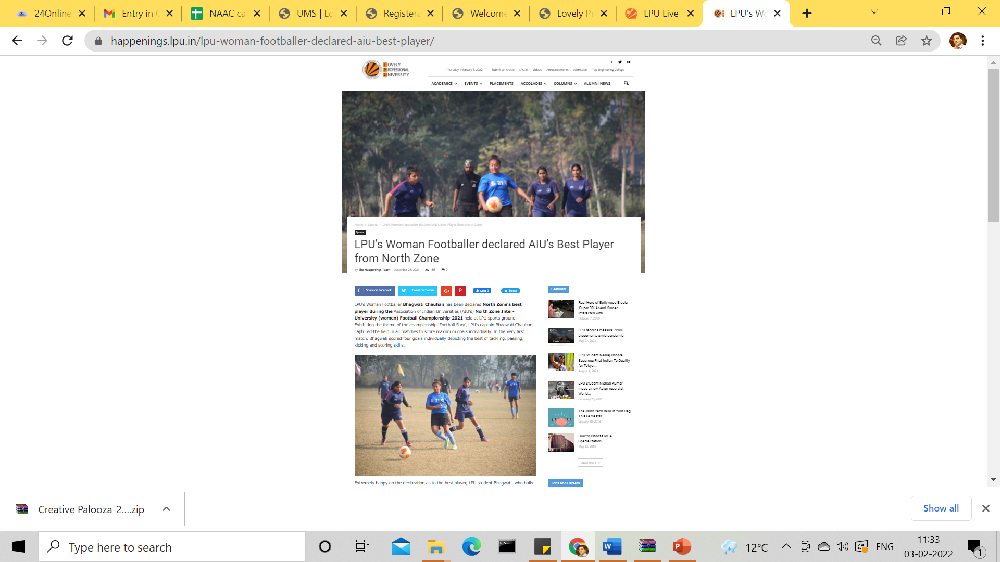 24Online
Entry in C
NAAC ca
UMS | Lo
Registera
Welcome
Lovely Pr
LPU Live
LPU's Wo
happenings.lpu.in/lpu-woman-footballer-declared-aiu-best-player/
LOVELY
PROFESSIONAL
UNIVERSITY
Thursday, February 3, 2022 Submit an Article LPU.in Videos Announcements Admission Top Engineering College
ACADEMICS EVENTS PLACEMENTS ACCOLADES COLUMNS ALUMNI NEWS
21
Home › Sports › LPU's Woman Footballer declared AIU's Best Player from North Zone
Sports
LPU's Woman Footballer declared AIU's Best Player
from North Zone
By The Happenings Team - December 28, 2021 186 0
Share on Facebook Tweet on Twitter G+ Like 0 Tweet
LPU's Woman Footballer Bhagwati Chauhan has been declared North Zone's best
player during the Association of Indian Universities (AIU's) North Zone Inter-
University (women) Football Championship-2021 held at LPU sports ground.
Exhibiting the theme of the championship-'Football Fury', LPU's captain Bhagwati Chauhan
captured the field in all matches to score maximum goals individually. In the very first
match, Bhagwati scored four goals individually depicting the best of tackling, passing,
kicking and scoring skills.
21
Extremely happy on the declaration as to the best player, LPU student Bhagwati, who hails
Featured
Real Hero of Bollywood Biopic
'Super 30' Anand Kumar
Interacted with...
October 7, 2019
LPU records massive 7200+
placements amid pandemic
May 27, 2021
LPU Student Neeraj Chopra
Becomes First Indian To Qualify
for Tokyo...
August 4, 2021
LPU Student Nishad Kumar
made a new Asian record at
World...
February 20, 2021
The Must Pack Item In Your Bag
This Semester
January 10, 2018
How to Choose MBA
Specialization
May 12, 2018
Load more
Jobs and Careers
Creative Palooza-2....zip
Show all
Type here to search
12°C
ENG
11:33
03-02-2022
1